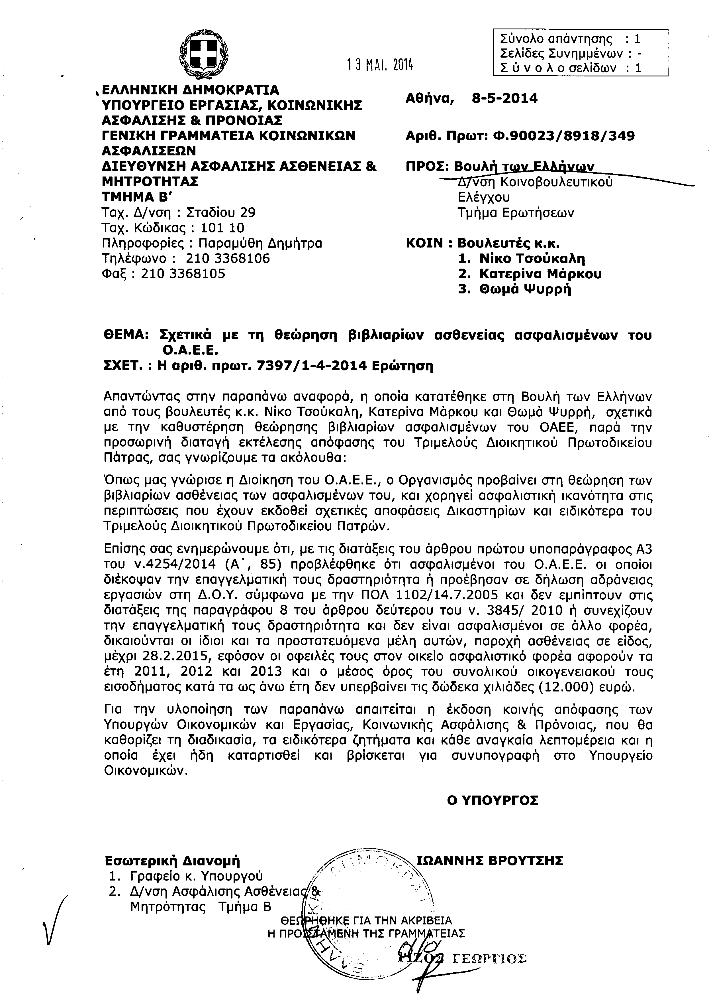 Σύνολο απάντησης : 1
Σελίδες Συνημμένων : -
Σ ύ ν ο λ ο σελίδων : 1
1 3 ΜΑΙ. 2014
ΕΛΛΗΝΙΚΗ ΔΗΜΟΚΡΑΤΙΑ
ΥΠΟΥΡΓΕΙΟ ΕΡΓΑΣΙΑΣ, ΚΟΙΝΩΝΙΚΗΣ
ΑΣΦΑΛΙΣΗΣ & ΠΡΟΝΟΙΑΣ
ΓΕΝΙΚΗ ΓΡΑΜΜΑΤΕΙΑ ΚΟΙΝΩΝΙΚΩΝ
ΑΣΦΑΛΙΣΕΩΝ
ΔΙΕΥΘΥΝΣΗ ΑΣΦΑΛΙΣΗΣ ΑΣΘΕΝΕΙΑΣ &
ΜΗΤΡΟΤΗΤΑΣ
ΤΜΗΜΑ Β'
Ταχ. Δ/νση : Σταδίου 29
Ταχ. Κώδικας : 101 10
Πληροφορίες : Παραμύθη Δημήτρα
Τηλέφωνο : 210 3368106
Φαξ : 210 3368105
Αθήνα, 8-5-2014
Αριθ. Πρωτ: Φ.90023/8918/349
ΠΡΟΣ: Βουλή των Ελλήνων
Δ/νση Κοινοβουλευτικού
Ελέγχου
Τμήμα Ερωτήσεων
ΚΟΙΝ : Βουλευτές κ.κ.
1. Νίκο Τσούκαλη
2. Κατερίνα Μάρκου
3. Θωμά Ψυρρή
ΘΕΜΑ: Σχετικά με τη θεώρηση βιβλιαρίων ασθενείας ασφαλισμένων του
Ο.Α.Ε.Ε.
ΣΧΕΤ. : Η αριθ. πρωτ. 7397/1-4-2014 Ερώτηση
Απαντώντας στην παραπάνω αναφορά, η οποία κατατέθηκε στη Βουλή των Ελλήνων
από τους βουλευτές κ.κ. Νίκο Τσούκαλη, Κατερίνα Μάρκου και Θωμά Ψυρρή, σχετικά
με την καθυστέρηση θεώρησης βιβλιαρίων ασφαλισμένων του ΟΑΕΕ, παρά την
προσωρινή διαταγή εκτέλεσης απόφασης του Τριμελούς Διοικητικού Πρωτοδικείου
Πάτρας, σας γνωρίζουμε τα ακόλουθα:
Όπως μας γνώρισε η Διοίκηση του Ο.Α.Ε.Ε., ο Οργανισμός προβαίνει στη θεώρηση των
βιβλιαρίων ασθένειας των ασφαλισμένων του, και χορηγεί ασφαλιστική ικανότητα στις
περιπτώσεις που έχουν εκδοθεί σχετικές αποφάσεις Δικαστηρίων και ειδικότερα του
Τριμελούς Διοικητικού Πρωτοδικείου Πατρών.
Επίσης σας ενημερώνουμε ότι, με τις διατάξεις του άρθρου πρώτου υποπαράγραφος Α3
του ν.4254/2014 (Α', 85) προβλέφθηκε ότι ασφαλισμένοι του Ο.Α.Ε.Ε. οι οποίοι
διέκοψαν την επαγγελματική τους δραστηριότητα ή προέβησαν σε δήλωση αδράνειας
εργασιών στη Δ.Ο.Υ. σύμφωνα με την ΠΟΛ 1102/14.7.2005 και δεν εμπίπτουν στις
διατάξεις της παραγράφου 8 του άρθρου δεύτερου του ν. 3845/ 2010 ή συνεχίζουν
την επαγγελματική τους δραστηριότητα και δεν είναι ασφαλισμένοι σε άλλο φορέα,
δικαιούνται οι ίδιοι και τα προστατευόμενα μέλη αυτών, παροχή ασθένειας σε είδος,
μέχρι 28.2.2015, εφόσον οι οφειλές τους στον οικείο ασφαλιστικό φορέα αφορούν τα
έτη 2011, 2012 και 2013 και ο μέσος όρος του συνολικού οικογενειακού τους
εισοδήματος κατά τα ως άνω έτη δεν υπερβαίνει τις δώδεκα χιλιάδες (12.000) ευρώ.
Για την υλοποίηση των παραπάνω απαιτείται η έκδοση κοινής απόφασης των
Υπουργών Οικονομικών και Εργασίας, Κοινωνικής Ασφάλισης & Πρόνοιας, που θα
καθορίζει τη διαδικασία, τα ειδικότερα ζητήματα και κάθε αναγκαία λεπτομέρεια και η
οποία έχει ήδη καταρτισθεί και βρίσκεται για συνυπογραφή στο Υπουργείο
Οικονομικών.
Ο ΥΠΟΥΡΓΟΣ
ΙΩΑΝΝΗΣ ΒΡΟΥΤΣΗΣ
Εσωτερική Διανομή
1. Γραφείο κ. Υπουργού
2. Δ/νση Ασφάλισης Ασθένειας &
Μητρότητας Τμήμα Β
ΘΕΩΡΗΘΗΚΕ ΓΙΑ ΤΗΝ ΑΚΡΙΒΕΙΑ
Η ΠΡΟΪΣΤΑΜΕΝΗ ΤΗΣ ΓΡΑΜΜΑΤΕΙΑΣ
ΡΙΖΟΣ ΓΕΩΡΓΙΟΣ